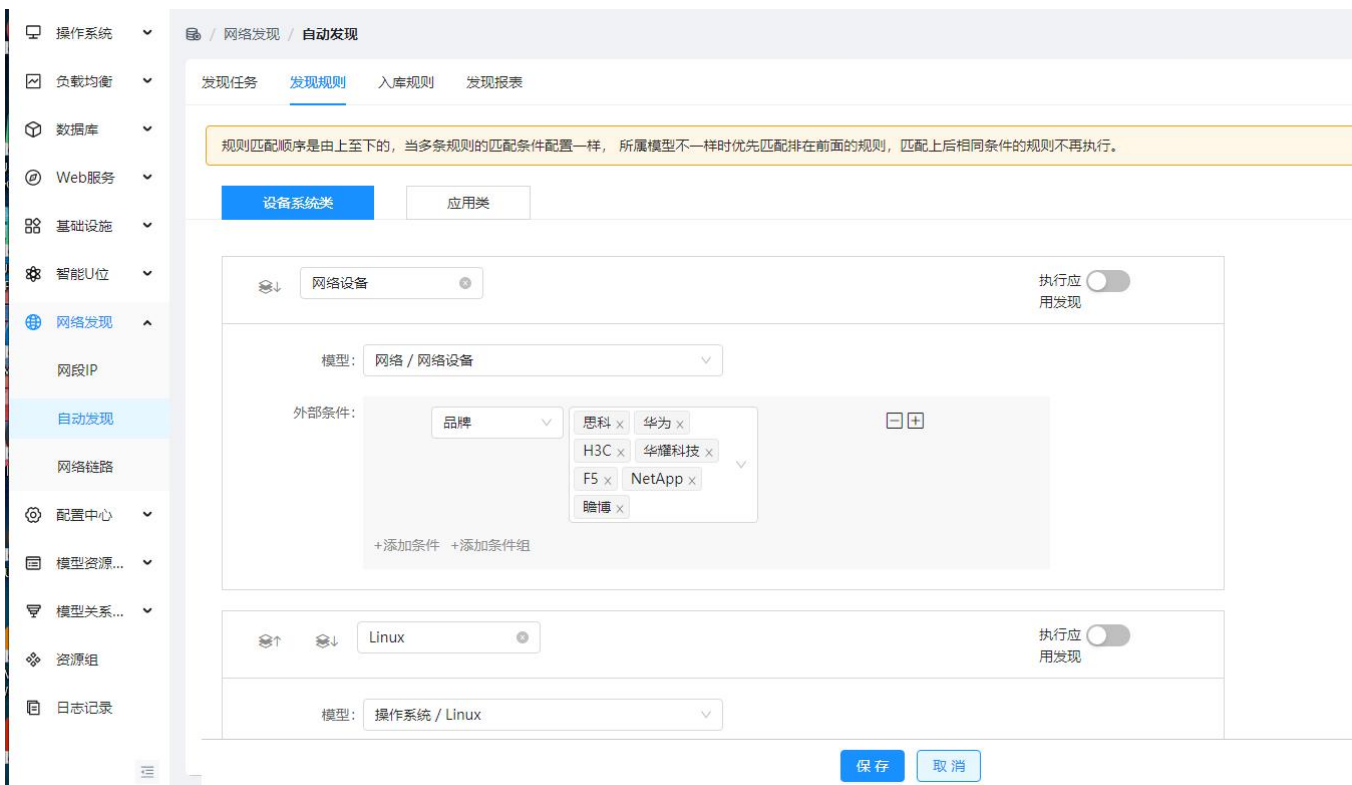 操作系统
负载均衡
数据库
Web服务
基础设施
智能U位
网络发现
网段IP
自动发现
网络链路
配置中心
模型资源...
模型关系...
资源组
日志记录
/ 网络发现 / 自动发现
发现任务 发现规则 入库规则 发现报表
规则匹配顺序是由上至下的，当多条规则的匹配条件配置一样， 所属模型不一样时优先匹配排在前面的规则，匹配上后相同条件的规则不再执行。
设备系统类 应用类
网络设备
执行应
用发现
模型: 网络 / 网络设备
外部条件: 品牌
思科 x 华为 x
H3C x 华耀科技 x
F5 x NetApp x
瞻博 x
+添加条件 +添加条件组
Linux
执行应
用发现
模型: 操作系统 / Linux
保存 取消